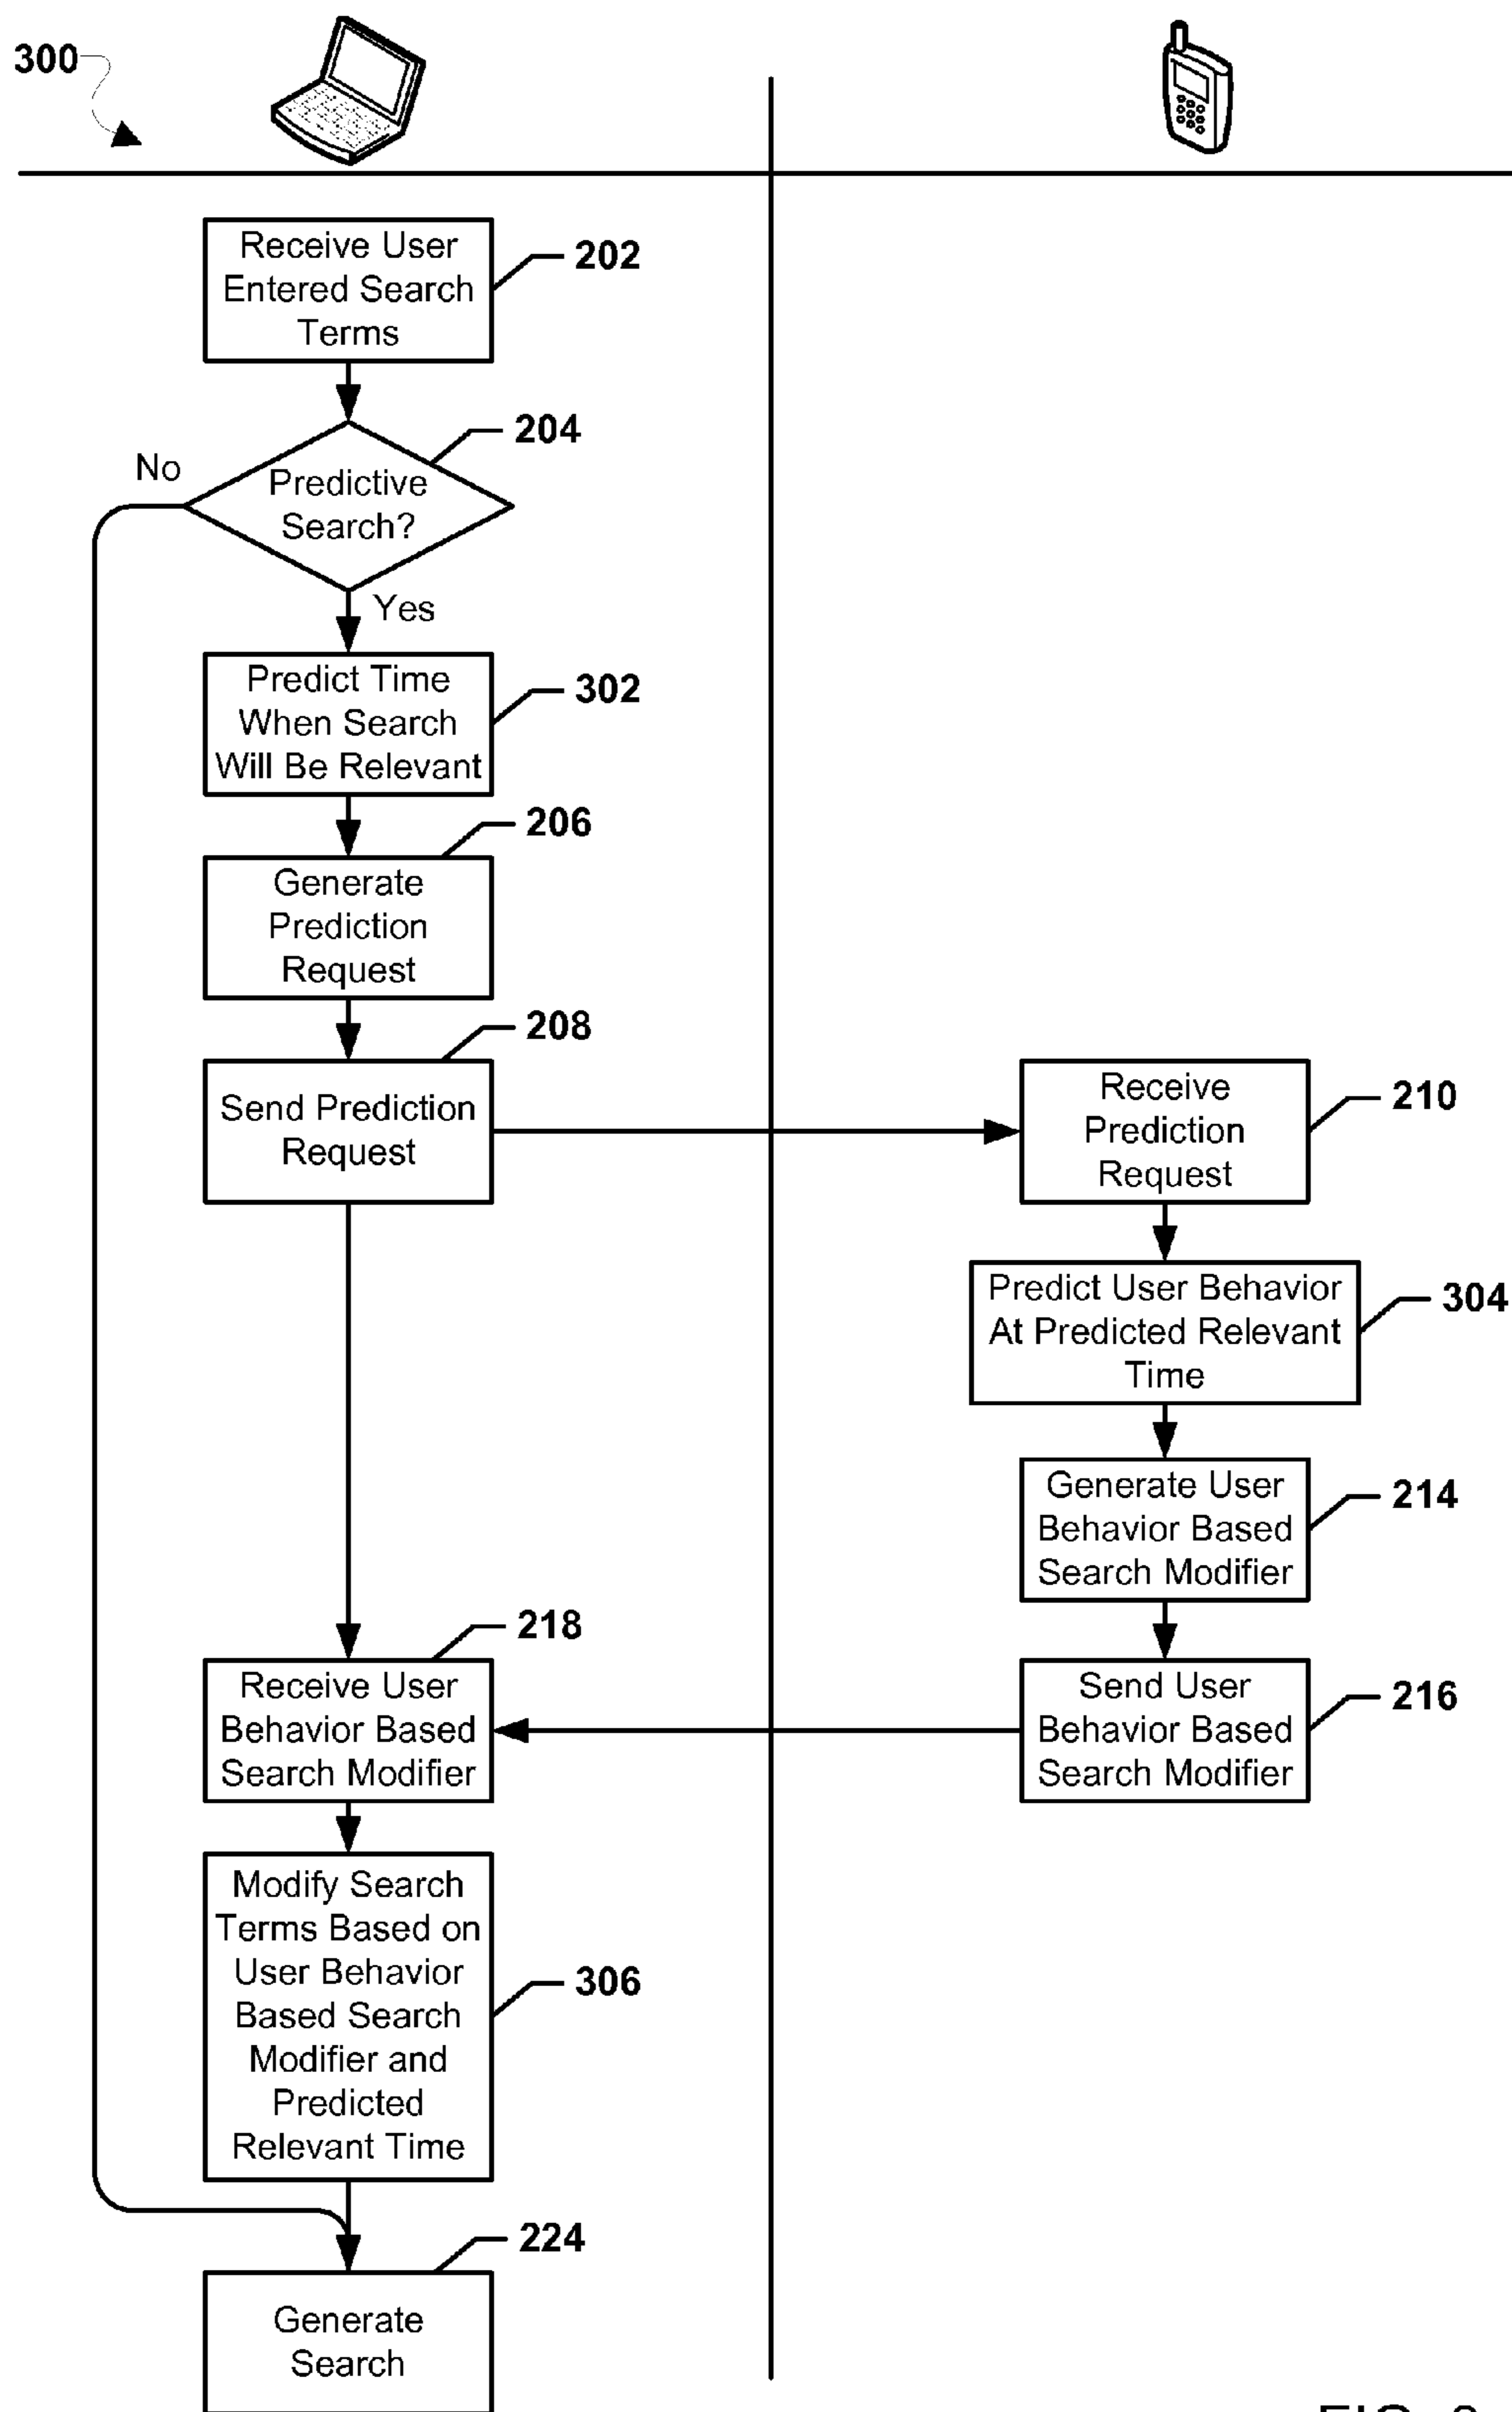 300
Receive User
Entered Search
Terms
202
204
No
Predictive
Search?
Yes
Predict Time
When Search
Will Be Relevant
302
206
Generate
Prediction
Request
208
Send Prediction
Request
Receive
Prediction
Request
210
Predict User Behavior
At Predicted Relevant
Time
304
Generate User
Behavior Based
Search Modifier
214
218
Receive User
Behavior Based
Search Modifier
Send User
Behavior Based
Search Modifier
216
Modify Search
Terms Based on
User Behavior
Based Search
Modifier and
Predicted
Relevant Time
306
224
Generate
Search